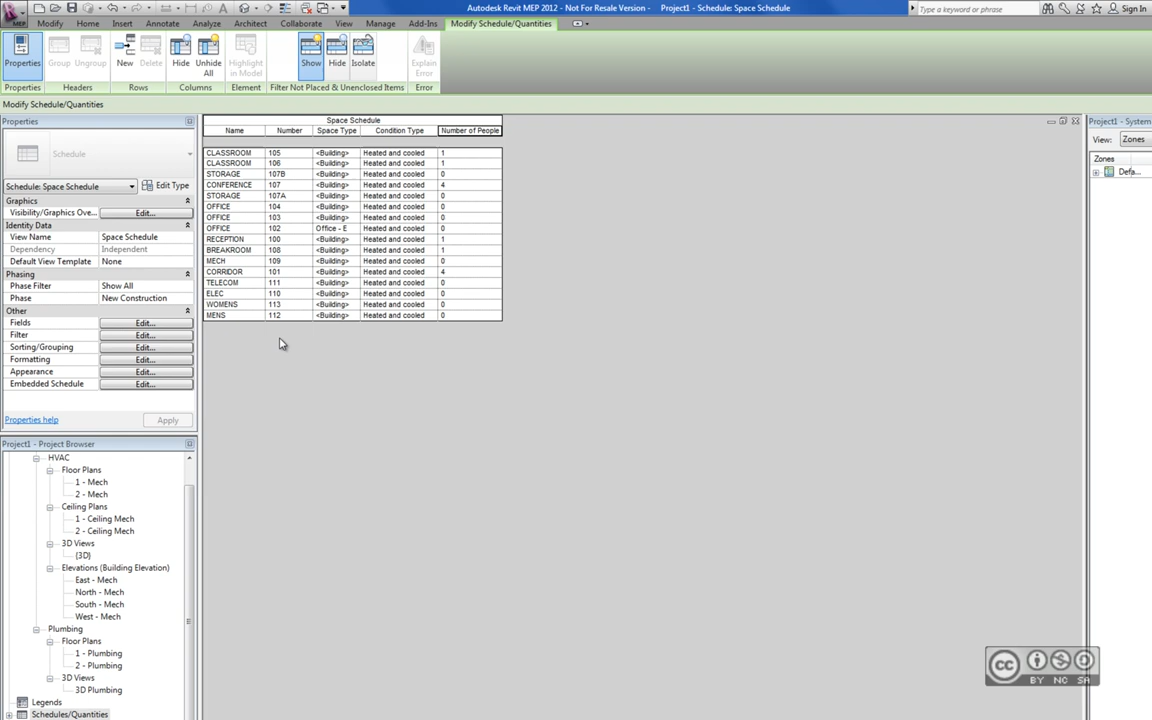 Autodesk Revit MEP 2012 - Not For Resale Version - Project1 - Schedule: Space Schedule
Type a keyword or phrase
Sign In
MEP
Modify Home Insert Annotate Analyze Architect Collaborate View Manage Add-Ins Modify Schedule/Quantities
Properties Group Ungroup New Delete Hide Unhide All Highlight in Model Show Hide Isolate Explain Error
Properties Headers Rows Columns Element Filter Not Placed & Unenclosed Items Error
Modify Schedule/Quantities
Properties
Schedule
Schedule: Space Schedule Edit Type
Graphics
Visibility/Graphics Ove... Edit...
Identity Data
View Name Space Schedule
Dependency Independent
Default View Template None
Phasing
Phase Filter Show All
Phase New Construction
Other
Fields Edit...
Filter Edit...
Sorting/Grouping Edit...
Formatting Edit...
Appearance Edit...
Embedded Schedule Edit...
Properties help Apply
Project1 - Project Browser
HVAC
Floor Plans
1 - Mech
2 - Mech
Ceiling Plans
1 - Ceiling Mech
2 - Ceiling Mech
3D Views
{3D}
Elevations (Building Elevation)
East - Mech
North - Mech
South - Mech
West - Mech
Plumbing
Floor Plans
1 - Plumbing
2 - Plumbing
3D Views
3D Plumbing
Legends
Schedules/Quantities
Space Schedule
Name Number Space Type Condition Type Number of People
CLASSROOM 105 <Building> Heated and cooled 1
CLASSROOM 106 <Building> Heated and cooled 1
STORAGE 107B <Building> Heated and cooled 0
CONFERENCE 107 <Building> Heated and cooled 4
STORAGE 107A <Building> Heated and cooled 0
OFFICE 104 <Building> Heated and cooled 0
OFFICE 103 <Building> Heated and cooled 0
OFFICE 102 Office - E Heated and cooled 0
RECEPTION 100 <Building> Heated and cooled 1
BREAKROOM 108 <Building> Heated and cooled 1
MECH 109 <Building> Heated and cooled 0
CORRIDOR 101 <Building> Heated and cooled 4
TELECOM 111 <Building> Heated and cooled 0
ELEC 110 <Building> Heated and cooled 0
WOMENS 113 <Building> Heated and cooled 0
MENS 112 <Building> Heated and cooled 0
Project1 - System
View: Zones
Zones
Defa...
cc
BY NC SA